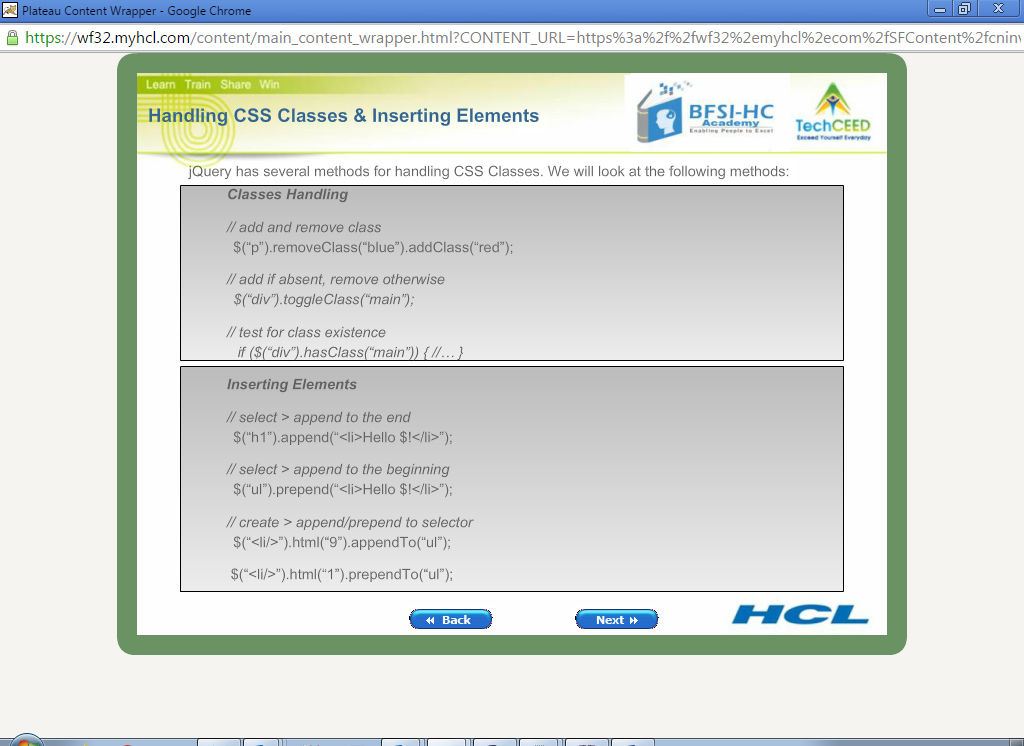 Plateau Content Wrapper - Google Chrome
https://wf32.myhcl.com/content/main_content_wrapper.html?CONTENT_URL=https%3a%2f%2fwf32%2emyhcl%2ecom%2fSFContent%2fcninv
Learn Train Share Win
Handling CSS Classes & Inserting Elements
BFSI-HC
Academy
Enabling People to Excel
TechCEED
Exceed Yourself Everyday
jQuery has several methods for handling CSS Classes. We will look at the following methods:
Classes Handling
// add and remove class
$(“p”).removeClass(“blue”).addClass(“red”);
// add if absent, remove otherwise
$(“div”).toggleClass(“main”);
// test for class existence
if ($(“div”).hasClass(“main”)) { //… }
Inserting Elements
// select > append to the end
$(“h1”).append(“<li>Hello $!</li>”);
// select > append to the beginning
$(“ul”).prepend(“<li>Hello $!</li>”);
// create > append/prepend to selector
$(“<li/>”).html(“9”).appendTo(“ul”);
$(“<li/>”).html(“1”).prependTo(“ul”);
Back
Next
HCL